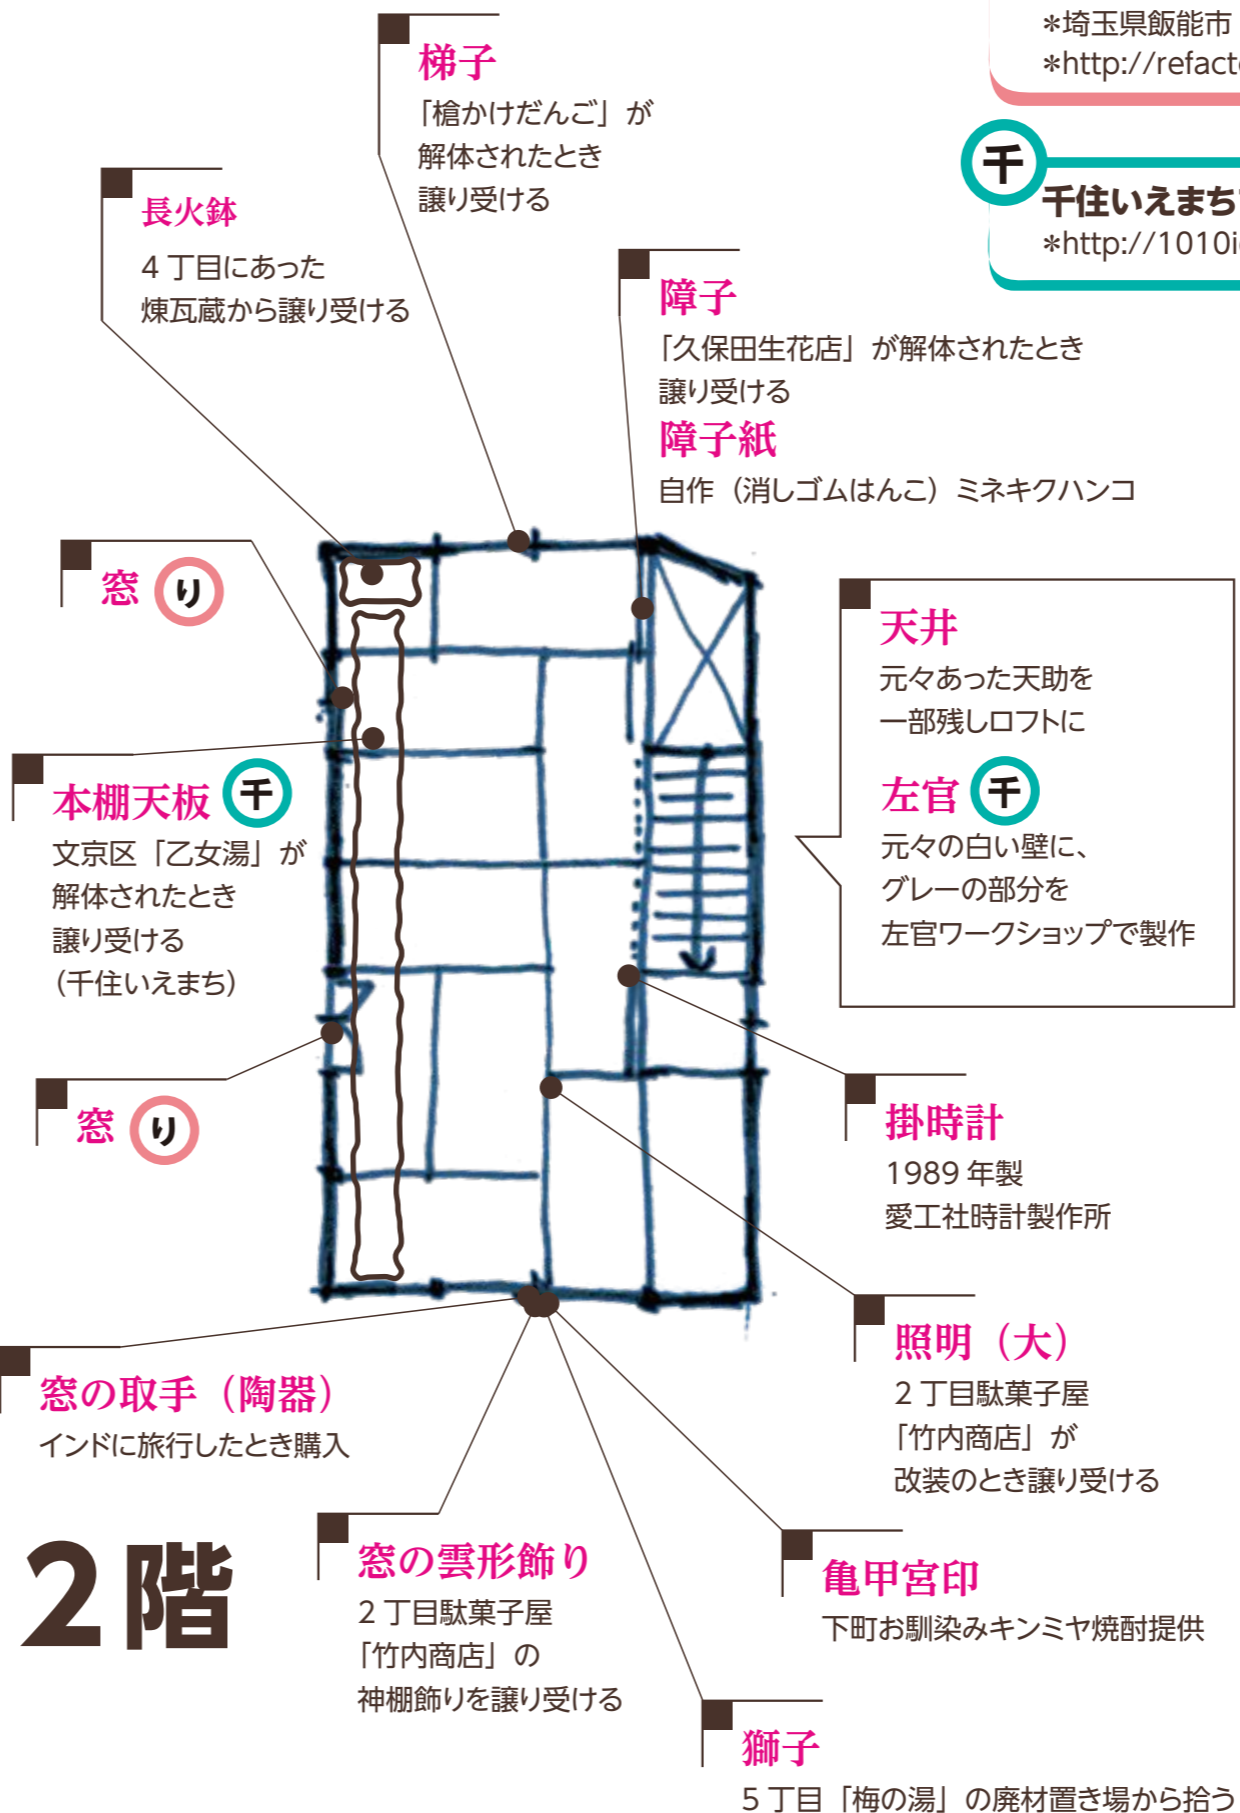 ＊埼玉県飯能市
＊http://refact
千
千住いえまち
＊http://1010i
梯子
「槍かけだんご」が
解体されたとき
譲り受ける
長火鉢
4丁目にあった
煉瓦蔵から譲り受ける
障子
「久保田生花店」が解体されたとき
譲り受ける
障子紙
自作（消しゴムはんこ）ミネキクハンコ
窓 り
天井
元々あった天助を
一部残しロフトに
左官 千
元々の白い壁に、
グレーの部分を
左官ワークショップで製作
本棚天板 千
文京区「乙女湯」が
解体されたとき
譲り受ける
（千住いえまち）
窓 り
掛時計
1989年製
愛工社時計製作所
照明（大）
2丁目駄菓子屋
「竹内商店」が
改装のとき譲り受ける
窓の取手（陶器）
インドに旅行したとき購入
2階
窓の雲形飾り
2丁目駄菓子屋
「竹内商店」の
神棚飾りを譲り受ける
亀甲宮印
下町お馴染みキンミヤ焼酎提供
獅子
5丁目「梅の湯」の廃材置き場から拾う